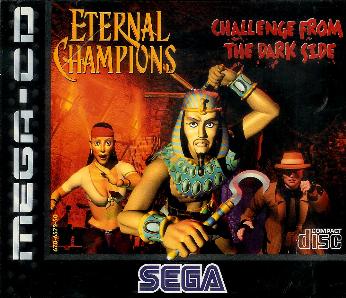 ETERNAL
CHAMPIONS
CHALLENGE FROM
THE DARK SIDE
MEGA-CD
COMPACT
disc
SEGA